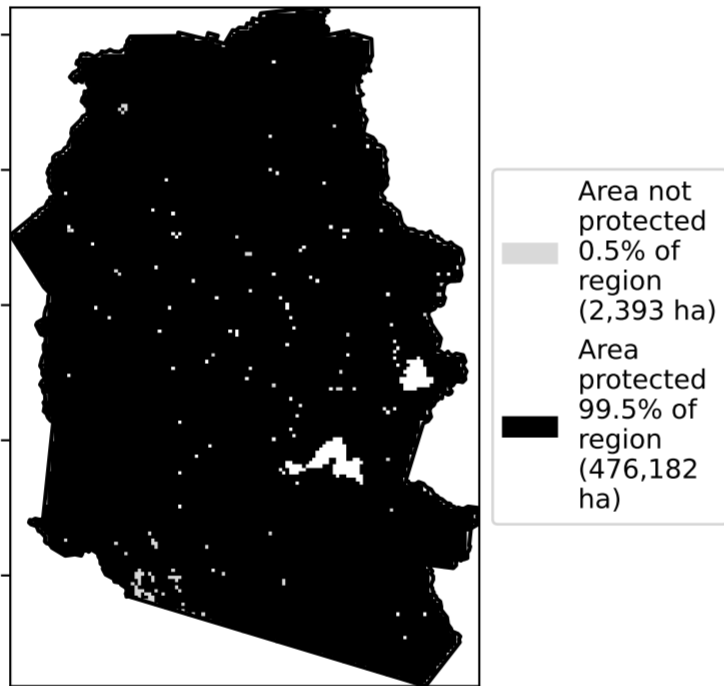 Area not
protected
0.5% of
region
(2,393 ha)
Area
protected
99.5% of
region
(476,182
ha)